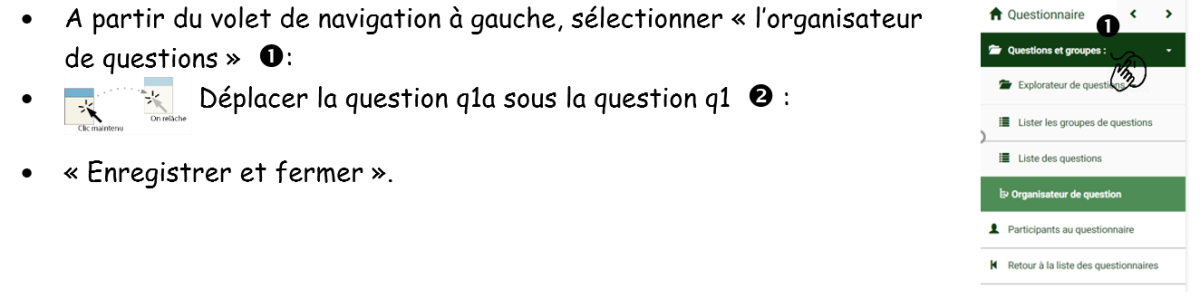 • A partir du volet de navigation à gauche, sélectionner « l’organisateur
de questions » ❶:
• Clic maintenu On relâche Déplacer la question q1a sous la question q1 ❷ :
• « Enregistrer et fermer ».
Questionnaire ❶ < >
Questions et groupes :
Explorateur de questions
Lister les groupes de questions
Liste des questions
Organisateur de question
Participants au questionnaire
Retour à la liste des questionnaires